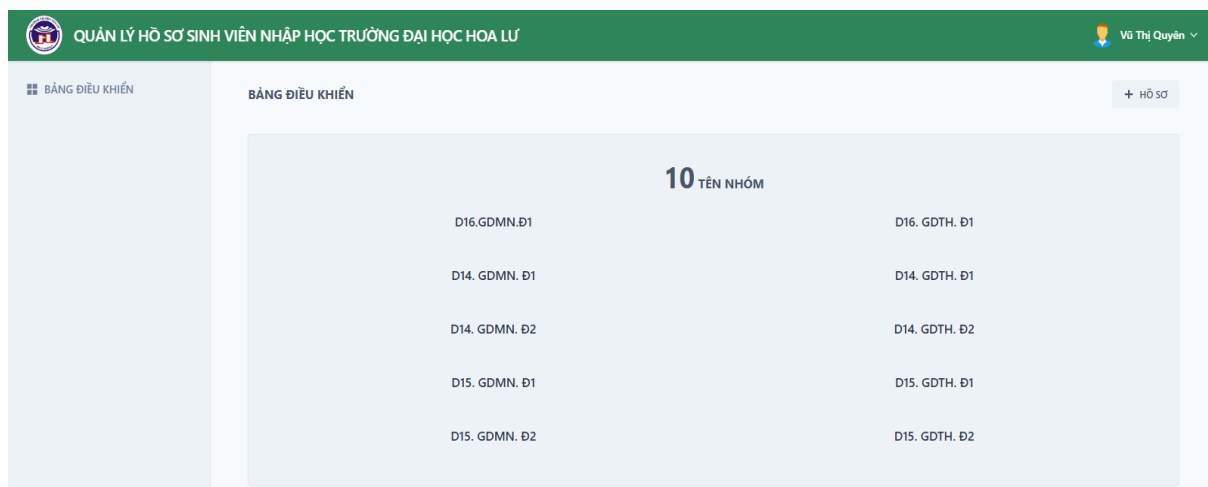 QUẢN LÝ HỒ SƠ SINH VIÊN NHẬP HỌC TRƯỜNG ĐẠI HỌC HOA LƯ
Vũ Thị Quyên
BẢNG ĐIỀU KHIỂN
BẢNG ĐIỀU KHIỂN
+ HỒ SƠ
10 TÊN NHÓM
D16.GDMN.Đ1
D16. GDTH. Đ1
D14. GDMN. Đ1
D14. GDTH. Đ1
D14. GDMN. Đ2
D14. GDTH. Đ2
D15. GDMN. Đ1
D15. GDTH. Đ1
D15. GDMN. Đ2
D15. GDTH. Đ2